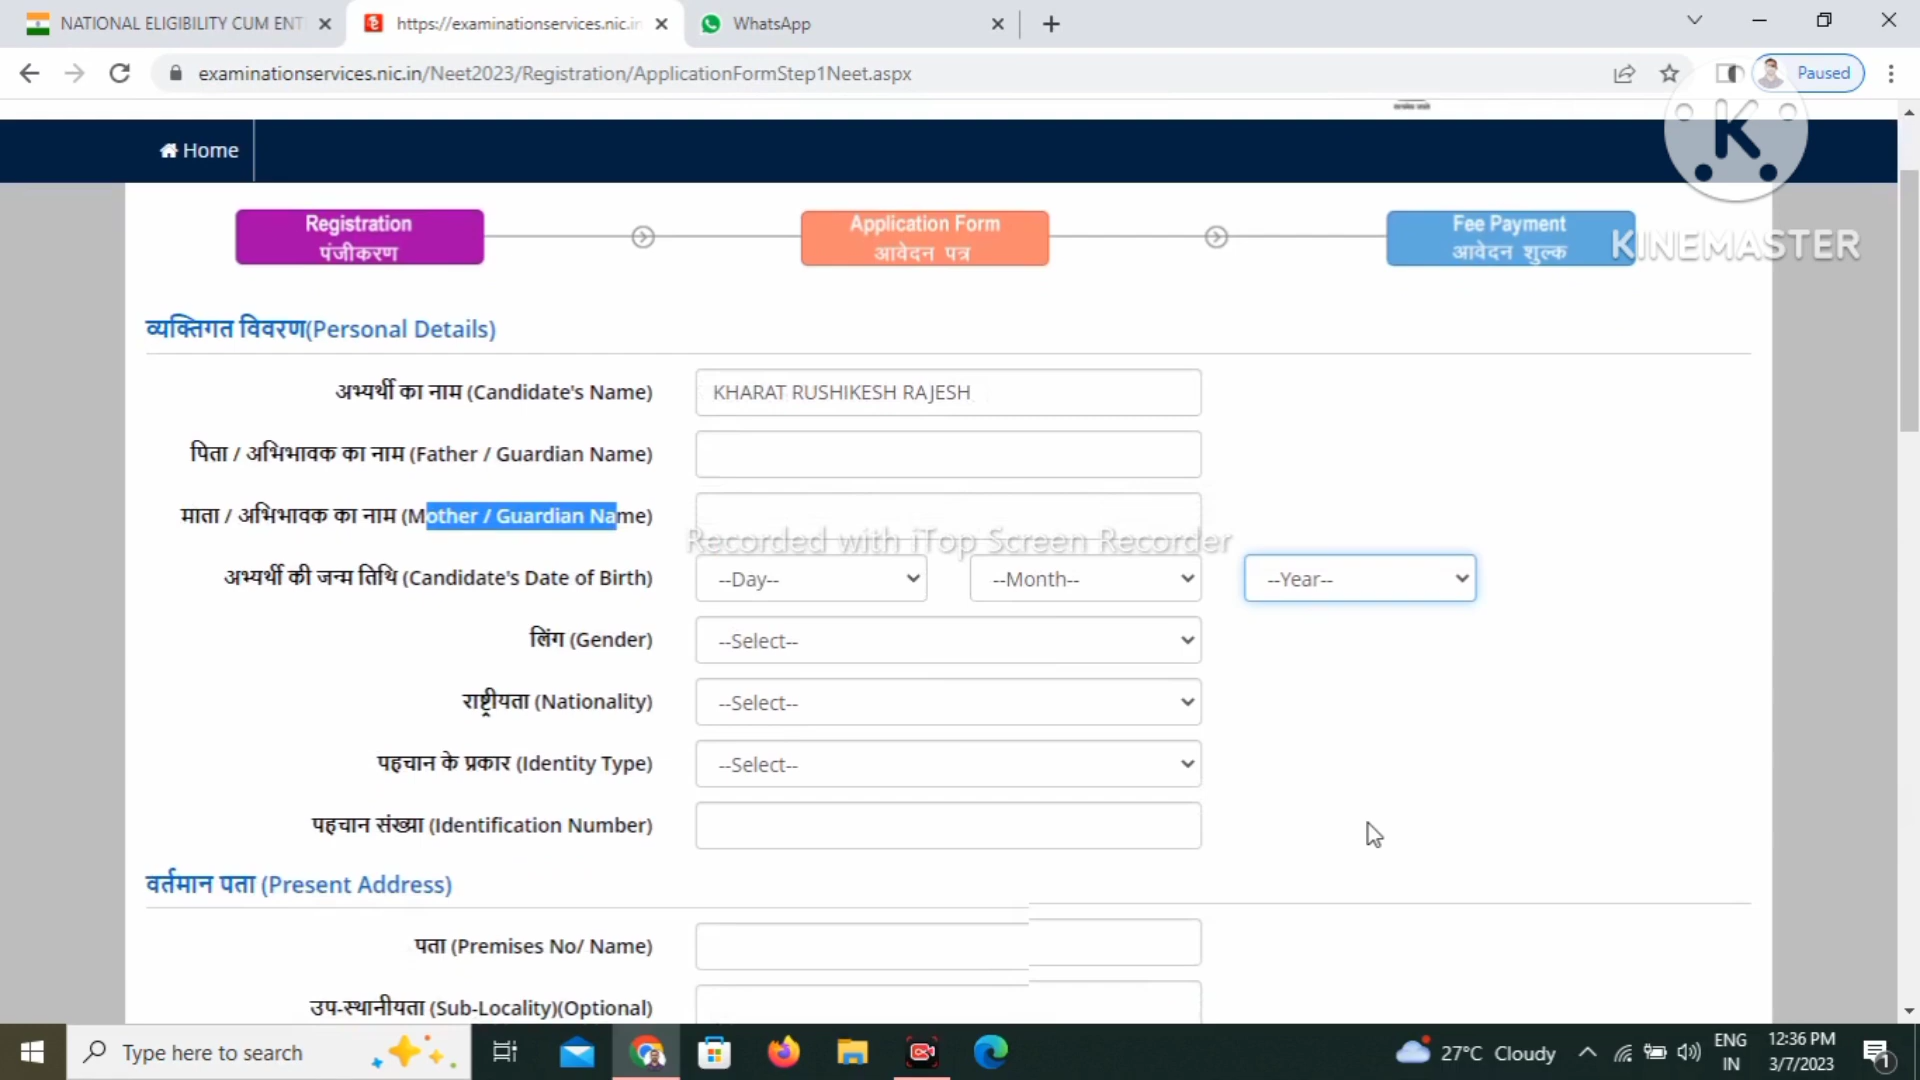 NATIONAL ELIGIBILITY CUM ENT
https://examinationservices.nic.in
WhatsApp
examinationservices.nic.in/Neet2023/Registration/ApplicationFormStep1Neet.aspx
Paused
Home
K
Registration
पंजीकरण
Application Form
आवेदन पत्र
Fee Payment
आवेदन शुल्क
KINEMASTER
व्यक्तिगत विवरण(Personal Details)
अभ्यर्थी का नाम (Candidate's Name)
KHARAT RUSHIKESH RAJESH
पिता / अभिभावक का नाम (Father / Guardian Name)
माता / अभिभावक का नाम (Mother / Guardian Name)
Recorded with iTop Screen Recorder
अभ्यर्थी की जन्म तिथि (Candidate's Date of Birth)
--Day--
--Month--
--Year--
लिंग (Gender)
--Select--
राष्ट्रीयता (Nationality)
--Select--
पहचान के प्रकार (Identity Type)
--Select--
पहचान संख्या (Identification Number)
वर्तमान पता (Present Address)
पता (Premises No/ Name)
उप-स्थानीयता (Sub-Locality)(Optional)
Type here to search
27°C Cloudy
ENG
IN
12:36 PM
3/7/2023
1